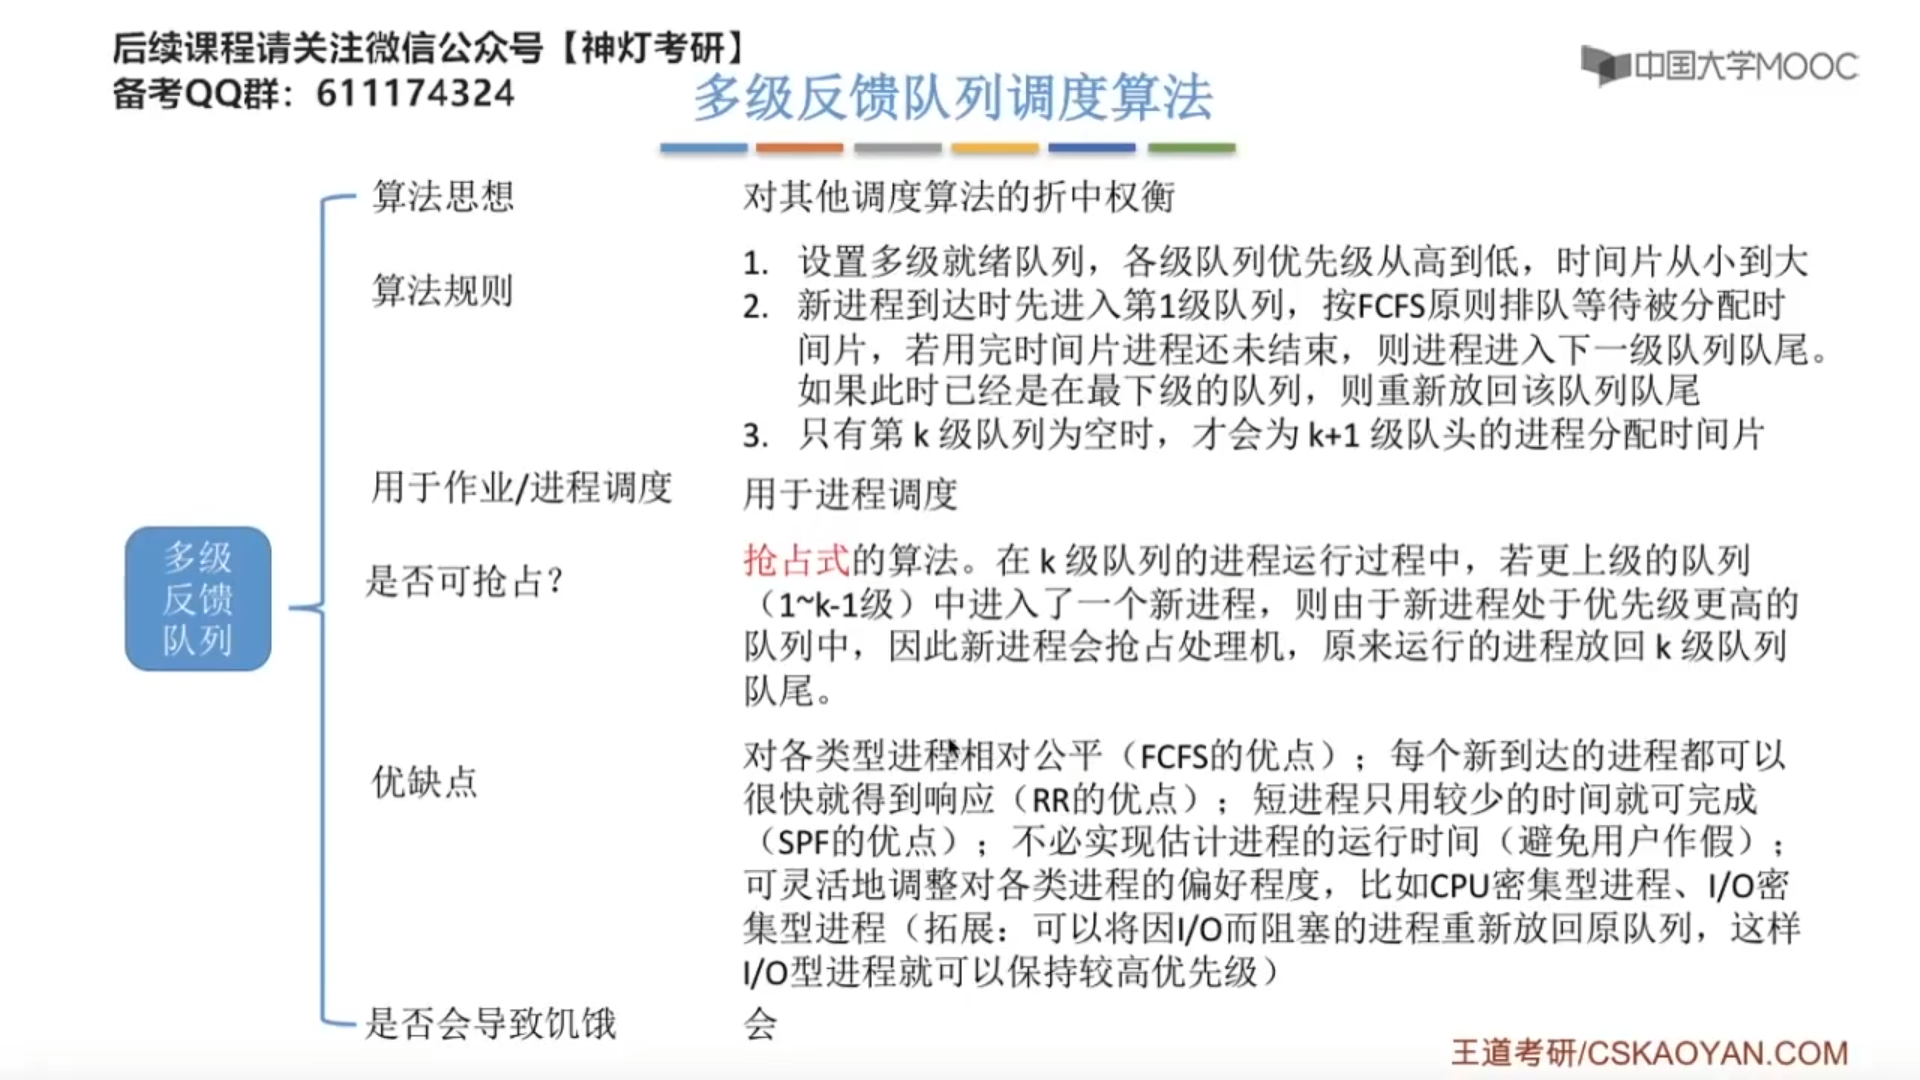 后续课程请关注微信公众号【神灯考研】
备考QQ群：611174324
中国大学MOOC
多级反馈队列调度算法
多级
反馈
队列
算法思想
对其他调度算法的折中权衡
算法规则
1. 设置多级就绪队列，各级队列优先级从高到低，时间片从小到大
2. 新进程到达时先进入第1级队列，按FCFS原则排队等待被分配时
间片，若用完时间片进程还未结束，则进程进入下一级队列队尾。
如果此时已经是在最下级的队列，则重新放回该队列队尾
3. 只有第 k 级队列为空时，才会为 k+1 级队头的进程分配时间片
用于作业/进程调度
用于进程调度
是否可抢占？
抢占式的算法。在 k 级队列的进程运行过程中，若更上级的队列
（1~k-1级）中进入了一个新进程，则由于新进程处于优先级更高的
队列中，因此新进程会抢占处理机，原来运行的进程放回 k 级队列
队尾。
优缺点
对各类型进程相对公平（FCFS的优点）；每个新到达的进程都可以
很快就得到响应（RR的优点）；短进程只用较少的时间就可完成
（SPF的优点）；不必实现估计进程的运行时间（避免用户作假）；
可灵活地调整对各类进程的偏好程度，比如CPU密集型进程、I/O密
集型进程（拓展：可以将因I/O而阻塞的进程重新放回原队列，这样
I/O型进程就可以保持较高优先级）
是否会导致饥饿
会
王道考研/CSKAOYAN.COM